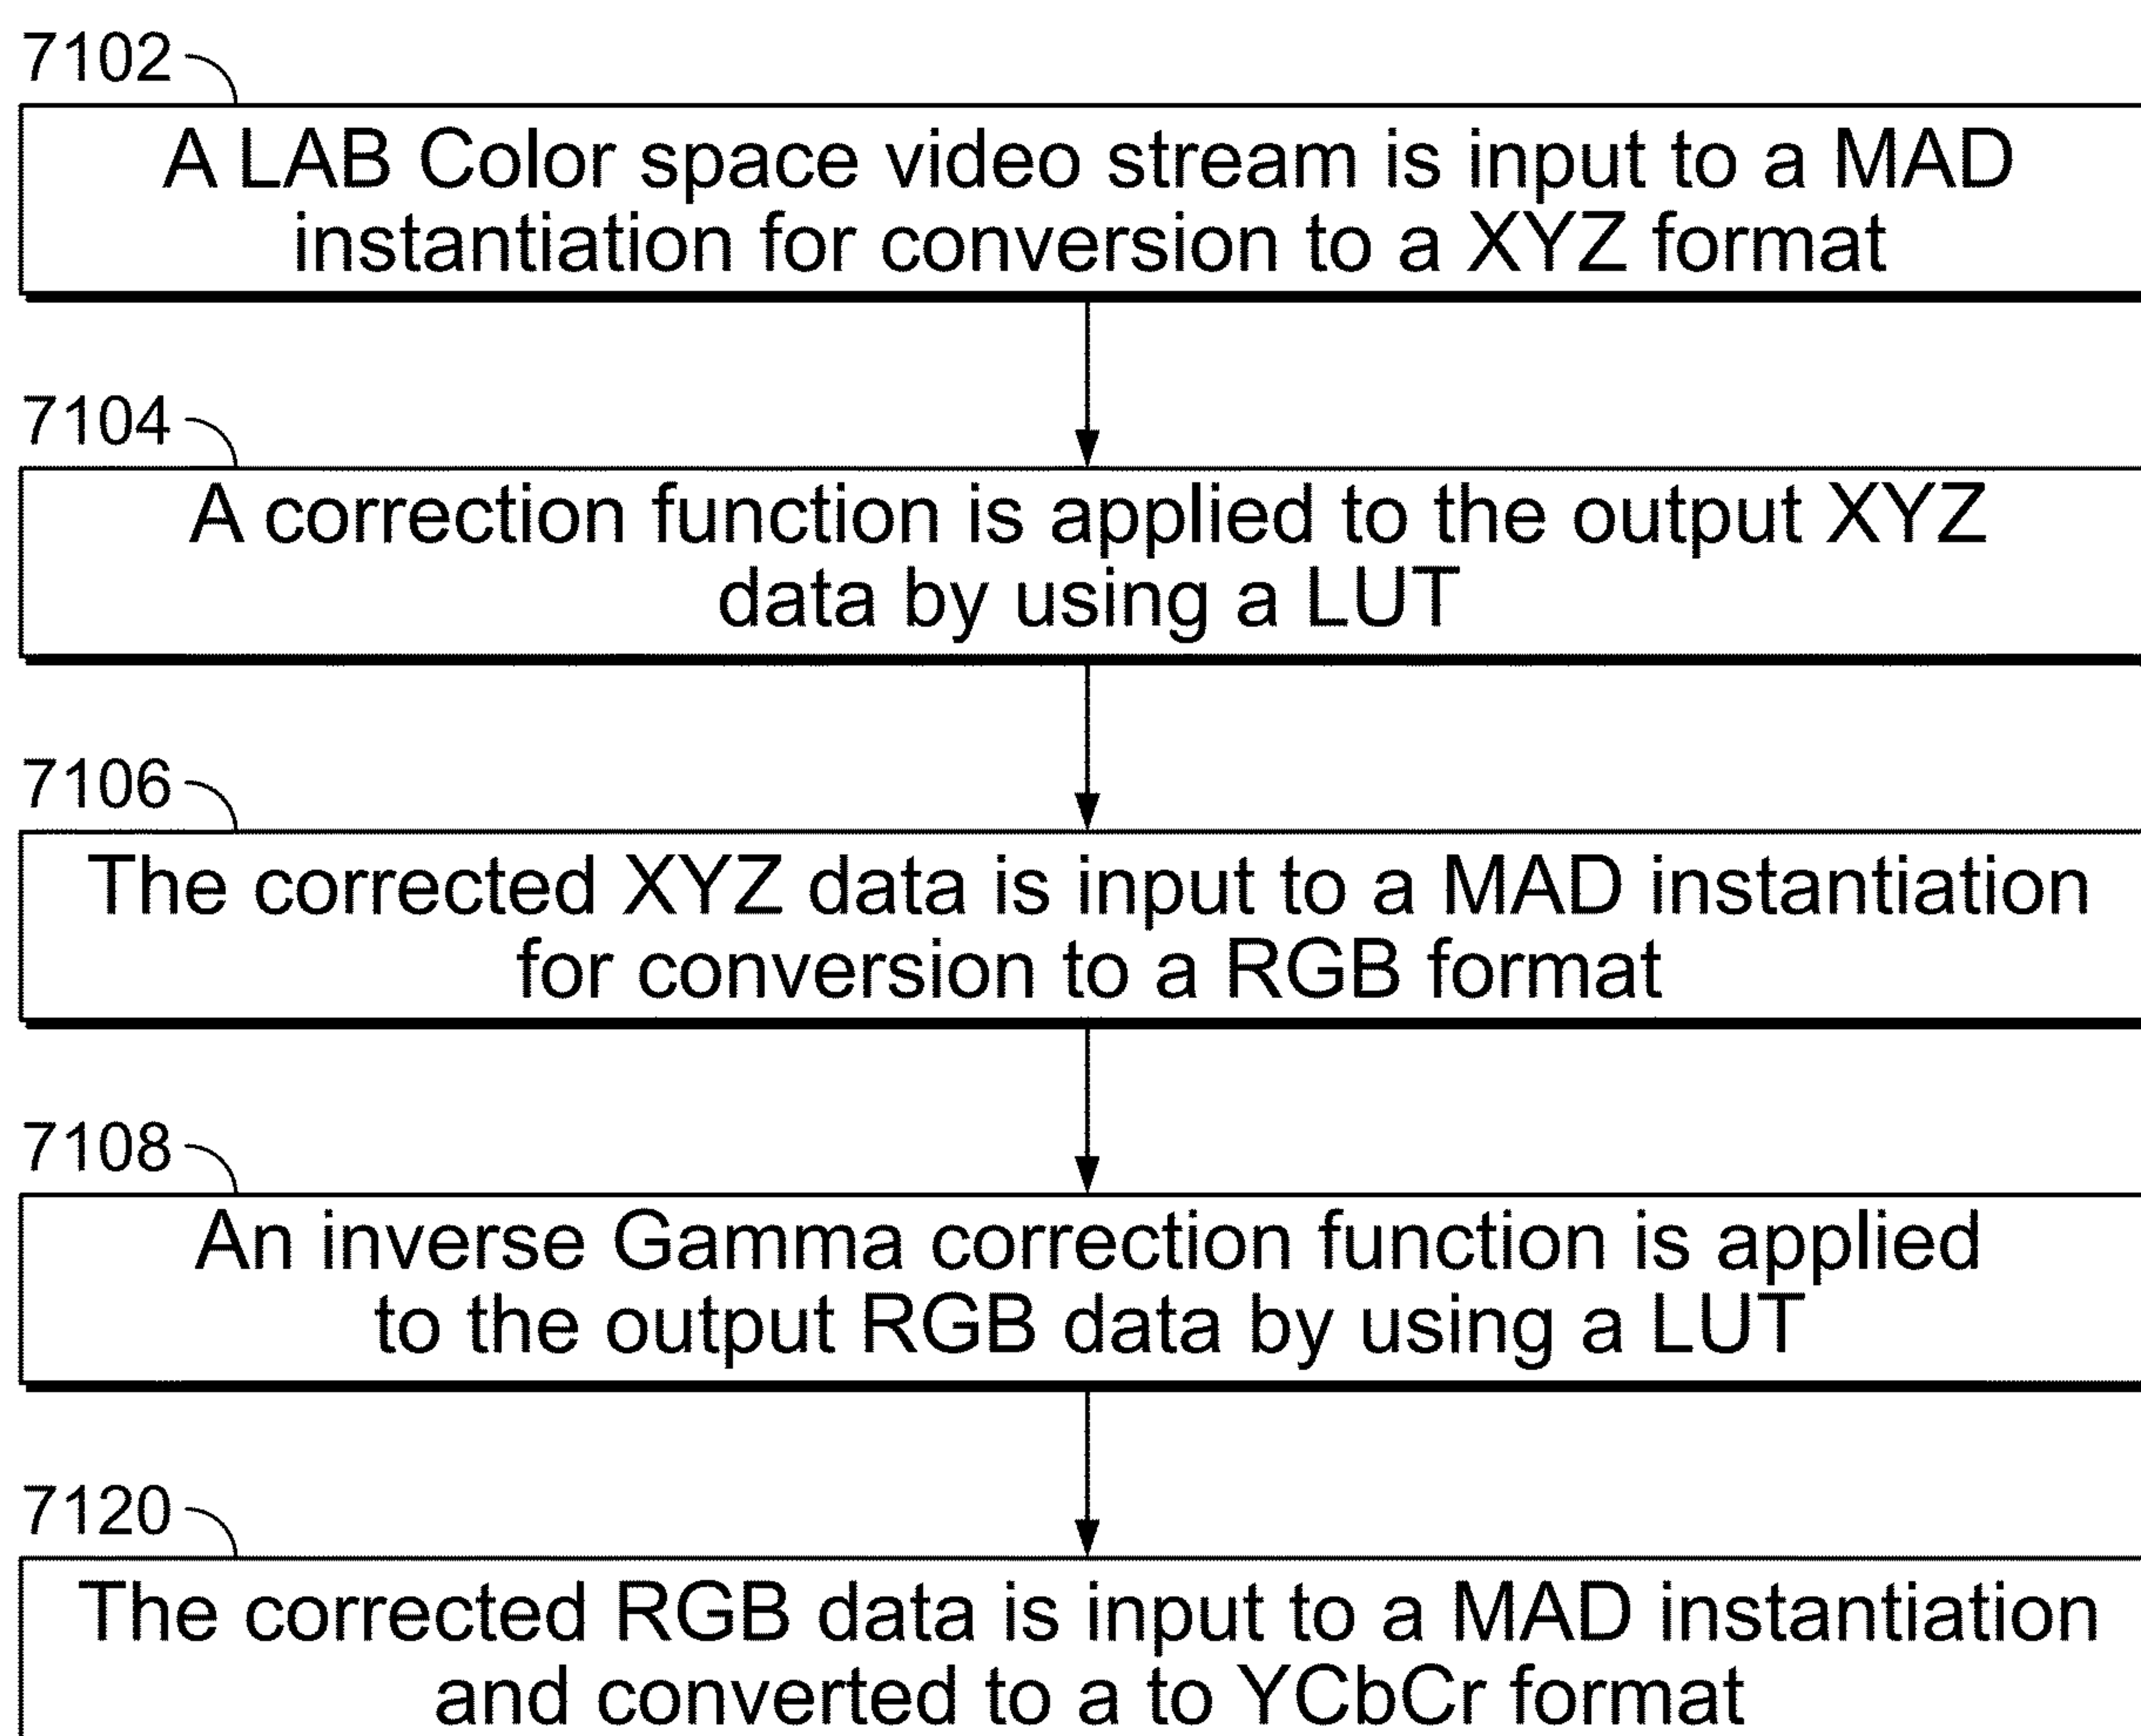 7102
A LAB Color space video stream is input to a MAD
instantiation for conversion to a XYZ format
7104
A correction function is applied to the output XYZ
data by using a LUT
7106
The corrected XYZ data is input to a MAD instantiation
for conversion to a RGB format
7108
An inverse Gamma correction function is applied
to the output RGB data by using a LUT
7120
The corrected RGB data is input to a MAD instantiation
and converted to a to YCbCr format